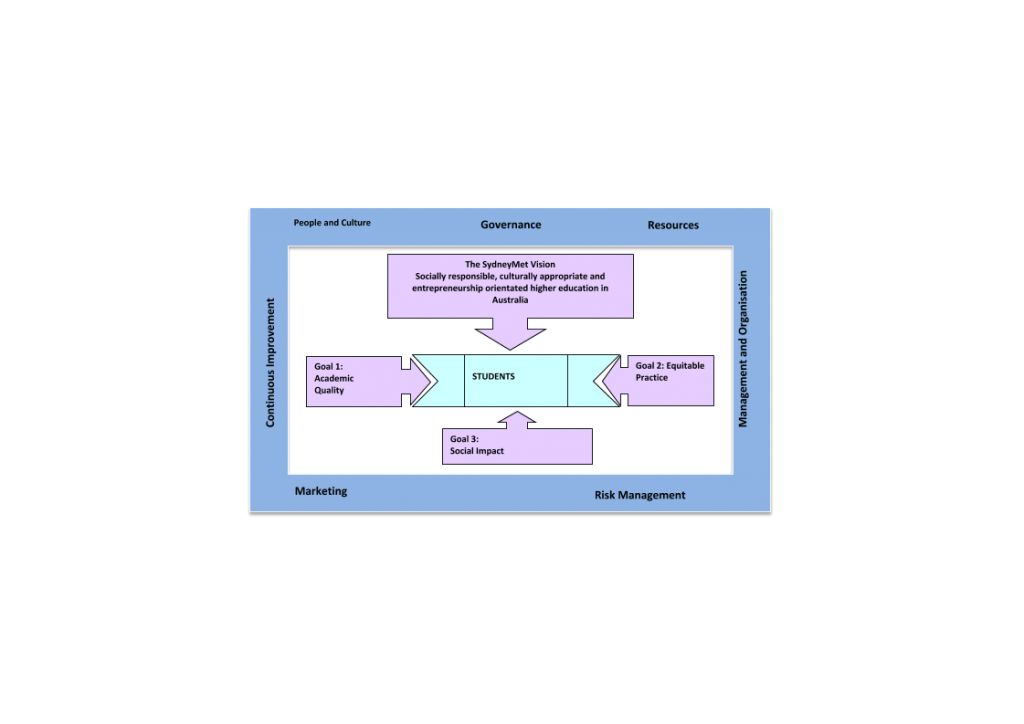 People and Culture
Governance
Resources
The SydneyMet Vision
Socially responsible, culturally appropriate and
entrepreneurship orientated higher education in
Australia
Continuous Improvement
Management and Organisation
Goal 1:
Academic
Quality
STUDENTS
Goal 2: Equitable
Practice
Goal 3:
Social Impact
Marketing
Risk Management